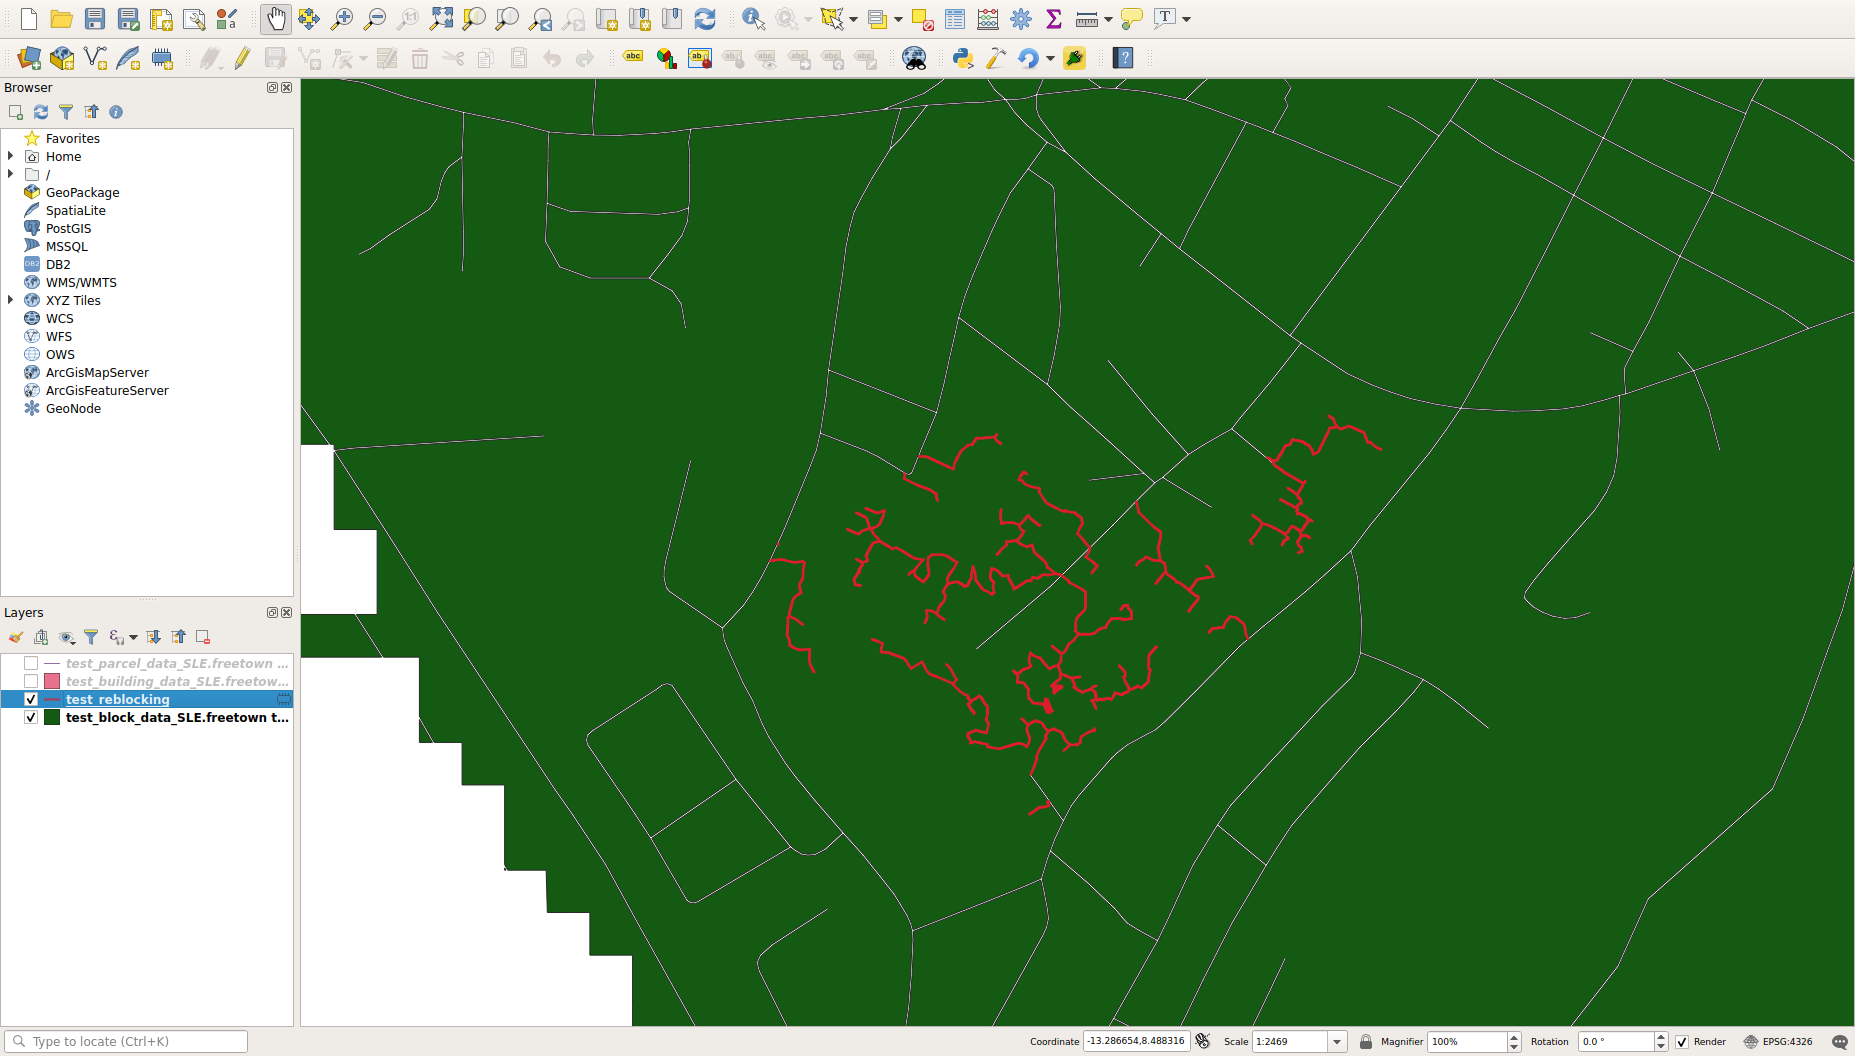 Browser
Favorites
Home
/
GeoPackage
SpatiaLite
PostGIS
MSSQL
DB2
WMS/WMTS
XYZ Tiles
WCS
WFS
OWS
ArcGisMapServer
ArcGisFeatureServer
GeoNode
Layers
test_parcel_data_SLE.freetown ...
test_building_data_SLE.freetow...
test_reblocking
test_block_data_SLE.freetown t...
Type to locate (Ctrl+K)
Coordinate -13.286654,8.488316 Scale 1:2469 Magnifier 100% Rotation 0.0 ° Render EPSG:4326